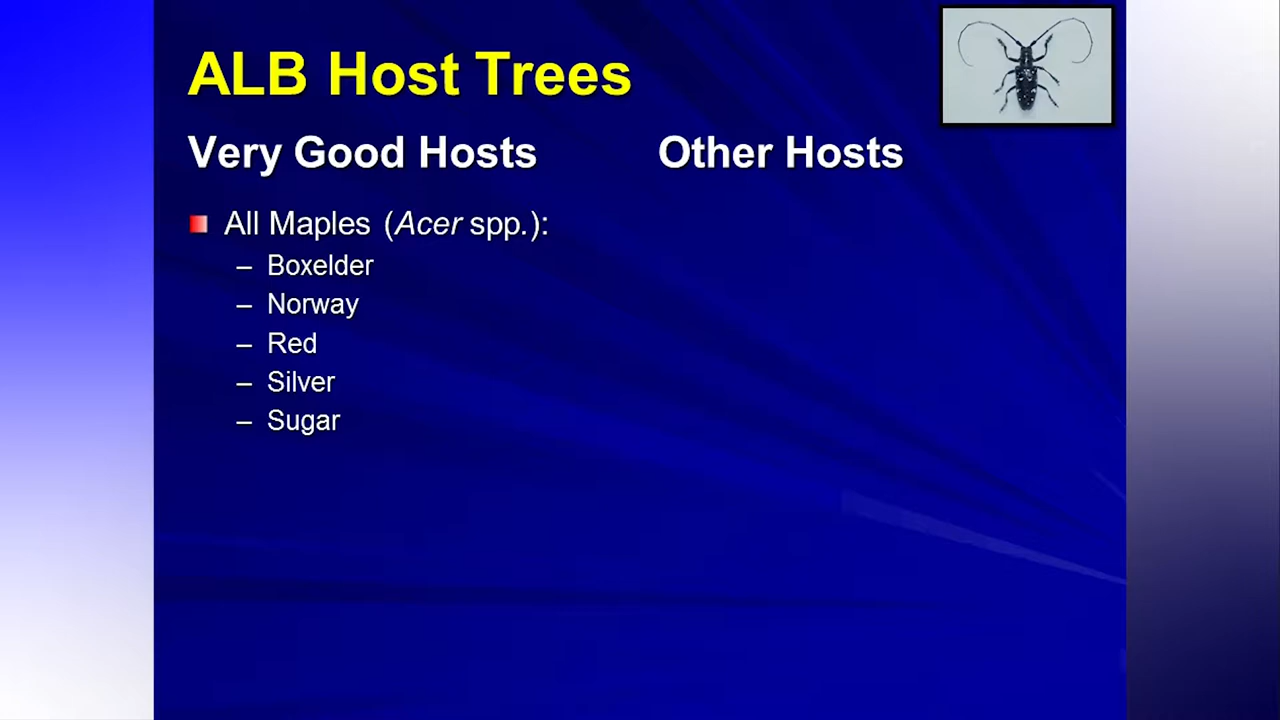 ALB Host Trees
Very Good Hosts
Other Hosts
All Maples (Acer spp.):
– Boxelder
– Norway
– Red
– Silver
– Sugar